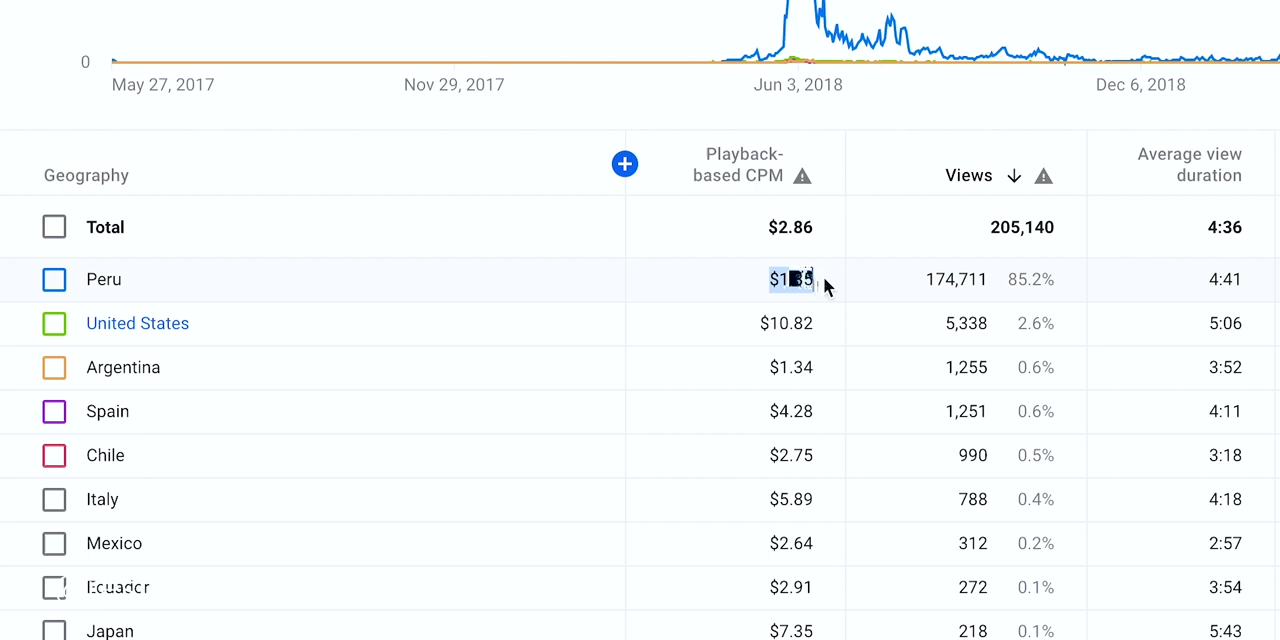 0
May 27, 2017 Nov 29, 2017 Jun 3, 2018 Dec 6, 2018
Geography Playback-based CPM Views Average view duration
Total $2.86 205,140 4:36
Peru 174,711 85.2% 4:41
United States $10.82 5,338 2.6% 5:06
Argentina $1.34 1,255 0.6% 3:52
Spain $4.28 1,251 0.6% 4:11
Chile $2.75 990 0.5% 3:18
Italy $5.89 788 0.4% 4:18
Mexico $2.64 312 0.2% 2:57
Ecuador $2.91 272 0.1% 3:54
Japan $7.35 218 0.1% 5:43